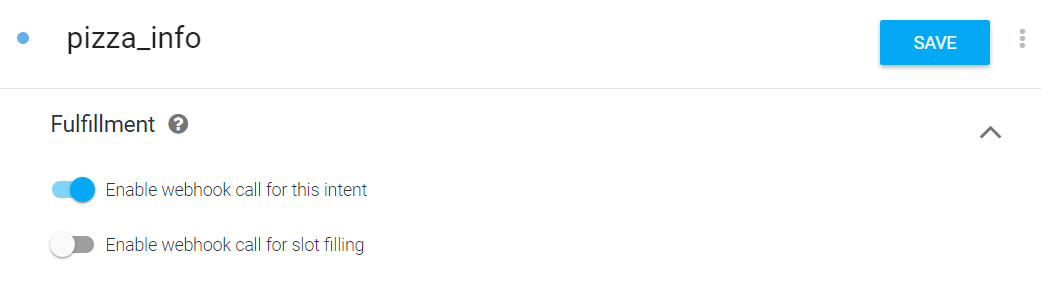 pizza_info
SAVE
Fulfillment ?
Enable webhook call for this intent
Enable webhook call for slot filling